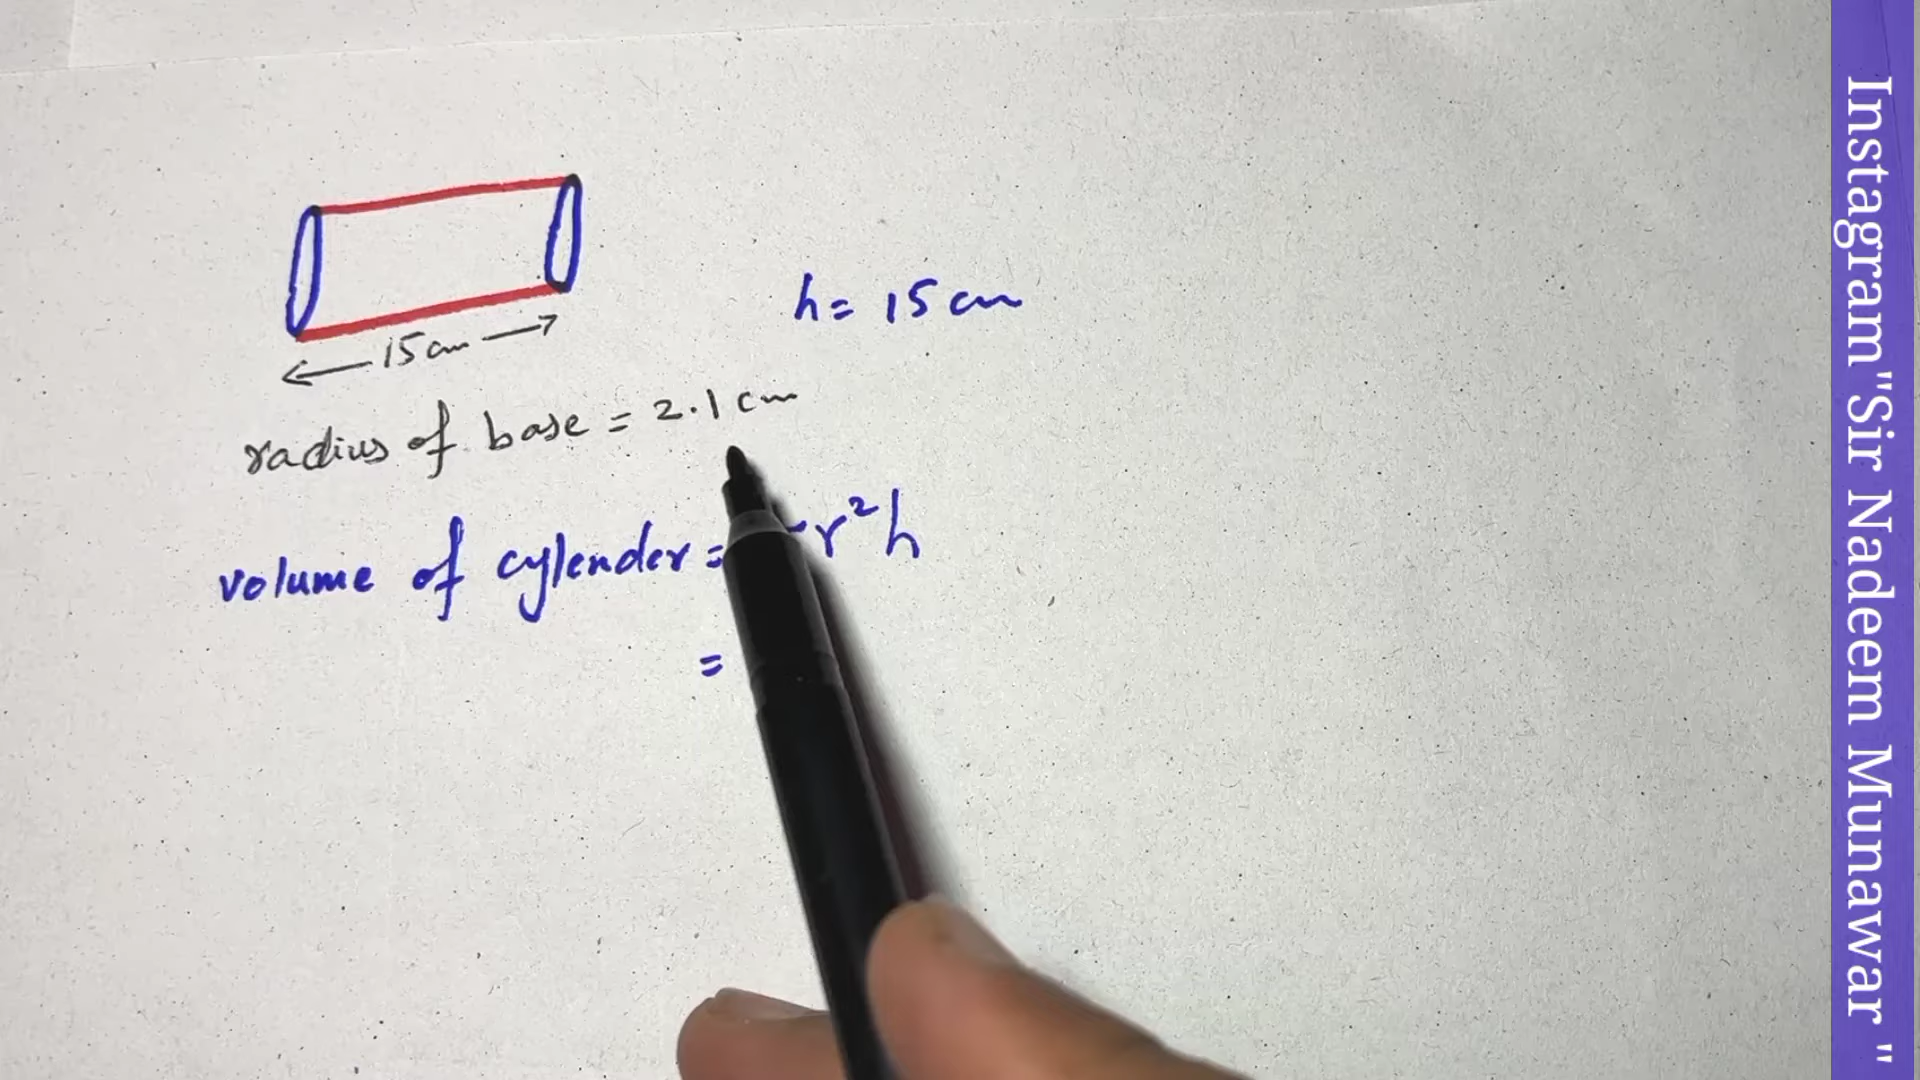 15 cm
h = 15 cm
radius of base = 2.1 cm
volume of cylender = r²h
=
Instagram "Sir Nadeem Munawar"